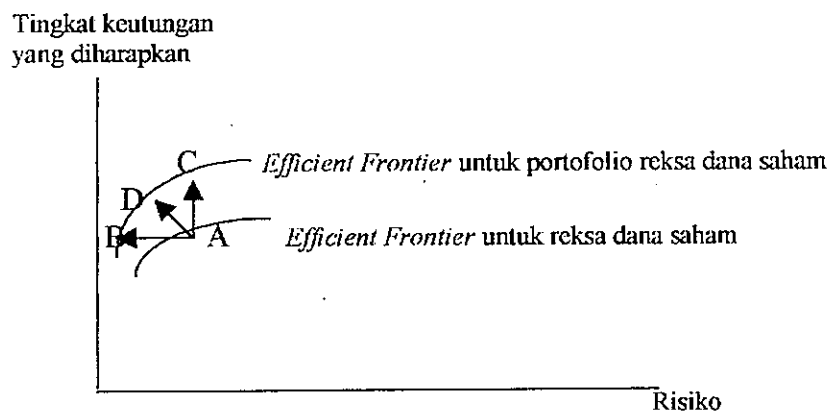 Tingkat keutungan
yang diharapkan
C
Efficient Frontier untuk portofolio reksa dana saham
D
B
A
Efficient Frontier untuk reksa dana saham
Risiko